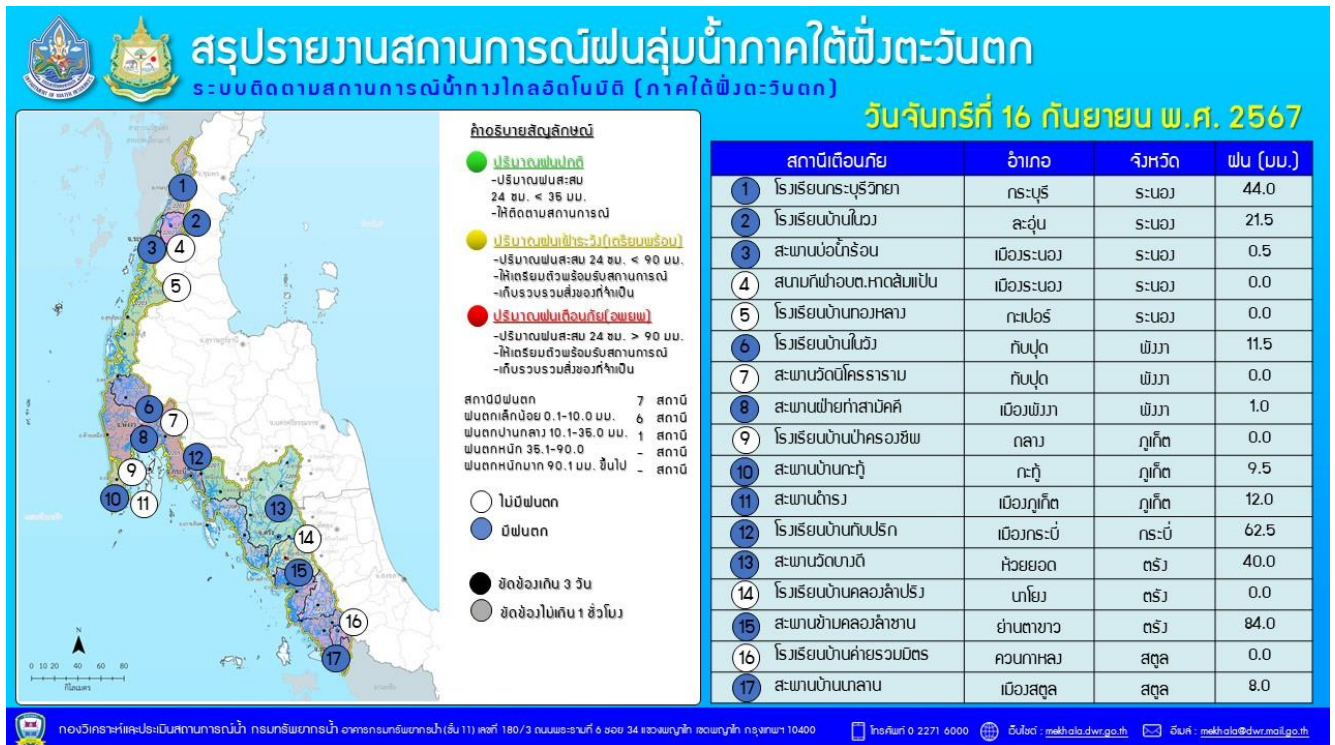 สรุปรายงานสถานการณ์ฝนลุ่มน้ำภาคใต้ฝั่งตะวันตก
ระบบติดตามสถานการณ์น้ำทางไกลอัตโนมัติ (ภาคใต้ฝั่งตะวันตก)
วันจันทร์ที่ 16 กันยายน พ.ศ. 2567
คำอธิบายสัญลักษณ์
ปริมาณฝนปกติ
-ปริมาณฝนสะสม
24 ชม. < 35 มม.
-ให้ติดตามสถานการณ์
ปริมาณฝนเฝ้าระวัง(เตรียมพร้อม)
-ปริมาณฝนสะสม 24 ชม. < 90 มม.
-ให้เตรียมตัวพร้อมรับสถานการณ์
-เก็บรวบรวมสิ่งของที่จำเป็น
ปริมาณฝนเตือนภัย(อพยพ)
-ปริมาณฝนสะสม 24 ชม. > 90 มม.
-ให้เตรียมตัวพร้อมรับสถานการณ์
-เก็บรวบรวมสิ่งของที่จำเป็น
สถานีมีฝนตก 7 สถานี
ฝนตกเล็กน้อย 0.1-10.0 มม. 6 สถานี
ฝนตกปานกลาง 10.1-35.0 มม. 1 สถานี
ฝนตกหนัก 35.1-90.0 - สถานี
ฝนตกหนักมาก 90.1 มม. ขึ้นไป - สถานี
ไม่มีฝนตก
มีฝนตก
ขัดข้องเกิน 3 วัน
ขัดข้องไม่เกิน 1 ชั่วโมง
1
2
3 4
5
6
7
8
12
9
10 11
13
14
15
16
17
N
0 10 20 40 60 80
กิโลเมตร
สถานีเตือนภัย อำเภอ จังหวัด ฝน (มม.)
1 โรงเรียนกระบุรีวิทยา กระบุรี ระนอง 44.0
2 โรงเรียนบ้านในวง ละอุ่น ระนอง 21.5
3 สะพานบ่อน้ำร้อน เมืองระนอง ระนอง 0.5
4 สนามกีฬาอบต.หาดส้มแป้น เมืองระนอง ระนอง 0.0
5 โรงเรียนบ้านทองหลาง กะเปอร์ ระนอง 0.0
6 โรงเรียนบ้านในวัง ทับปุด พังงา 11.5
7 สะพานวัดนิโครธาราม ทับปุด พังงา 0.0
8 สะพานฝ่ายท่าสามัคคี เมืองพังงา พังงา 1.0
9 โรงเรียนบ้านป่าครองชีพ ถลาง ภูเก็ต 0.0
10 สะพานบ้านกะทู้ กะทู้ ภูเก็ต 9.5
11 สะพานดำรง เมืองภูเก็ต ภูเก็ต 12.0
12 โรงเรียนบ้านทับปริก เมืองกระบี่ กระบี่ 62.5
13 สะพานวัดบางดี ห้วยยอด ตรัง 40.0
14 โรงเรียนบ้านคลองลำปริง นาโยง ตรัง 0.0
15 สะพานข้ามคลองลำชาน ย่านตาขาว ตรัง 84.0
16 โรงเรียนบ้านค่ายรวมมิตร ควนกาหลง สตูล 0.0
17 สะพานบ้านนาลาน เมืองสตูล สตูล 8.0
กองวิเคราะห์และประเมินสถานการณ์น้ำ กรมทรัพยากรน้ำ อาคารกรมทรัพยากรน้ำ (ชั้น 11) เลขที่ 180/3 ถนนพระรามที่ 6 ซอย 34 แขวงพญาไท เขตพญาไท กรุงเทพฯ 10400 โทรศัพท์ 0 2271 6000 เว็บไซต์ : mekhala.dwr.go.th อีเมล์ : mekhala@dwr.mail.go.th